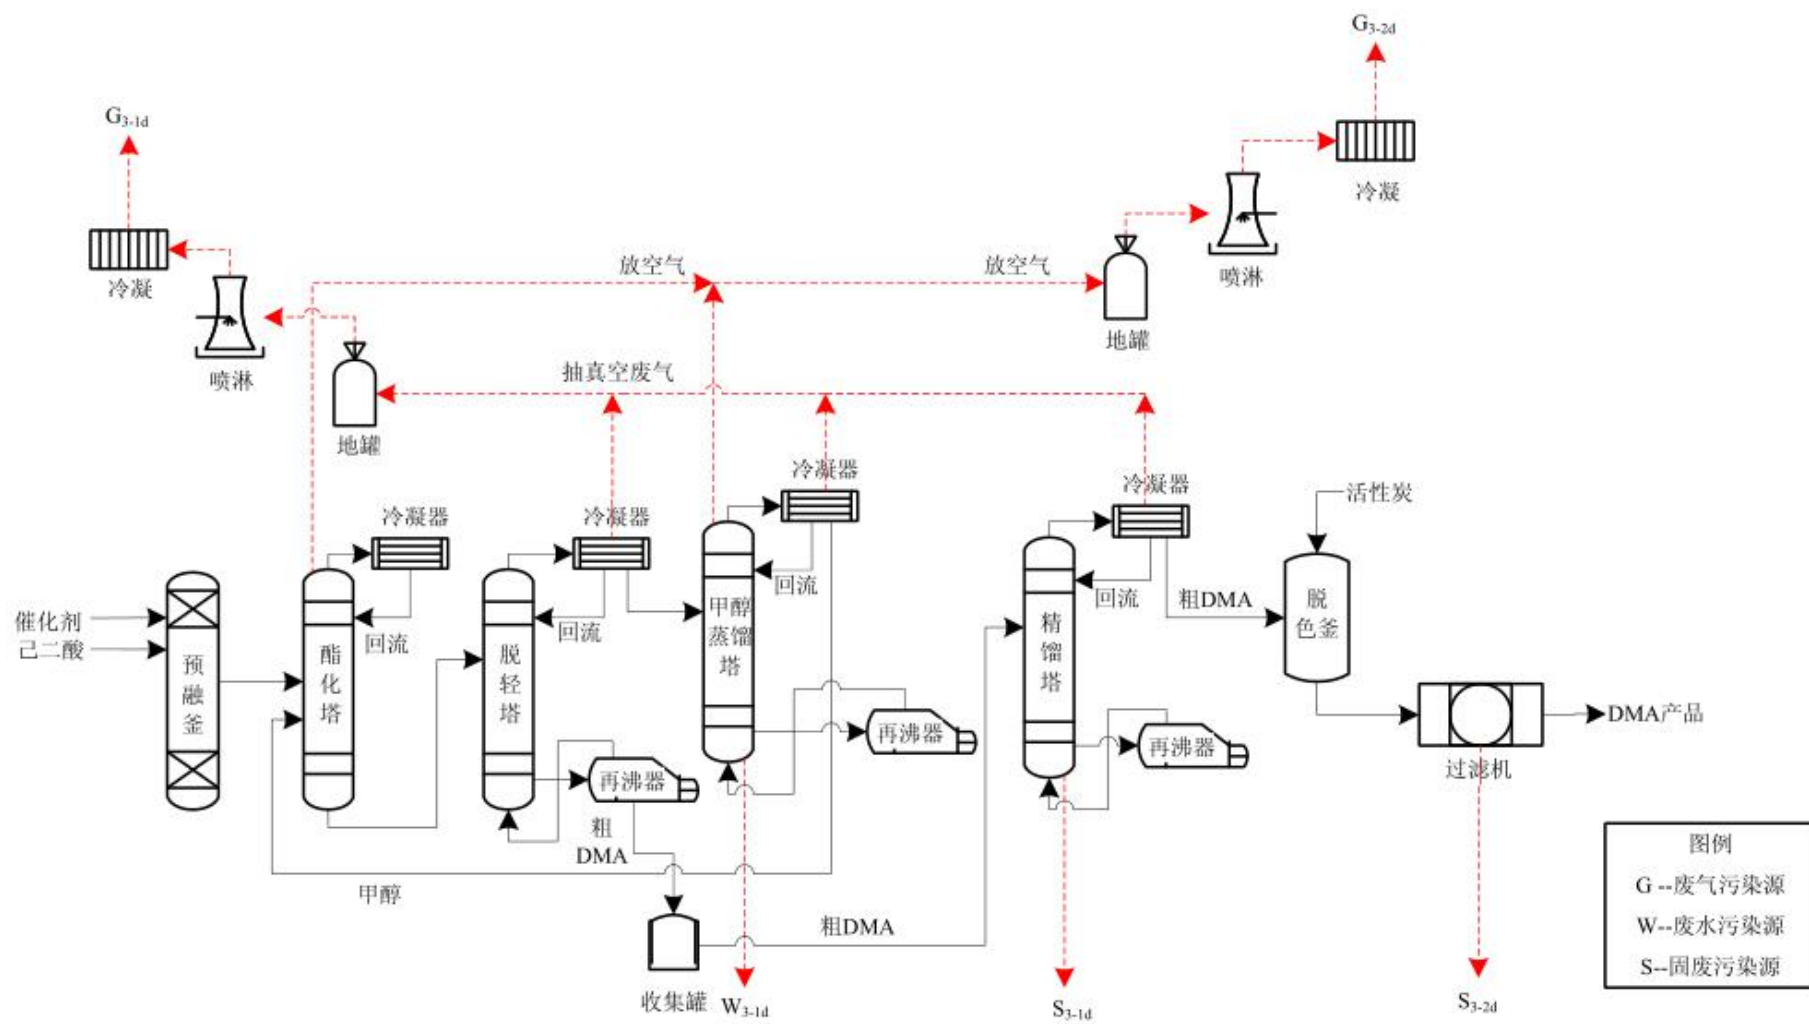 G3-2d
G3-1d
冷凝
冷凝
喷淋
放空气
放空气
地罐
喷淋
抽真空废气
地罐
冷凝器
冷凝器
活性炭
冷凝器
冷凝器
催化剂
己二酸
预融釜
酯化塔
回流
脱轻塔
回流
甲醇蒸馏塔
回流
精馏塔
回流
粗DMA
脱色釜
再沸器
再沸器
再沸器
DMA产品
过滤机
粗
DMA
甲醇
粗DMA
收集罐
W3-1d
S3-1d
S3-2d
图例
G --废气污染源
W--废水污染源
S--固废污染源